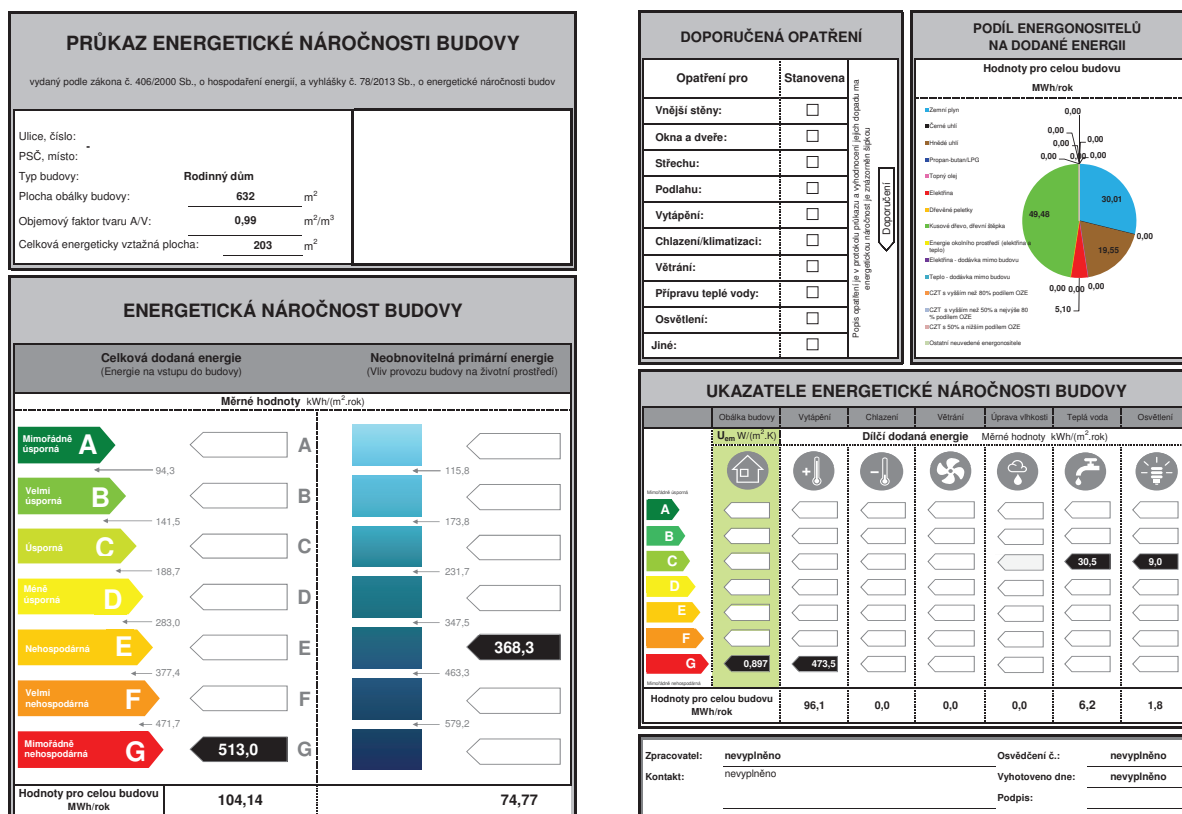 PRŮKAZ ENERGETICKÉ NÁROČNOSTI BUDOVY
vydaný podle zákona č. 406/2000 Sb., o hospodaření energií, a vyhlášky č. 78/2013 Sb., o energetické náročnosti budov
Ulice, číslo:
-
PSČ, místo:
Typ budovy: Rodinný dům
Plocha obálky budovy: 632 m2
Objemový faktor tvaru A/V: 0,99 m2/m3
Celková energeticky vztažná plocha: 203 m2
ENERGETICKÁ NÁROČNOST BUDOVY
Celková dodaná energie
(Energie na vstupu do budovy)
Neobnovitelná primární energie
(Vliv provozu budovy na životní prostředí)
Měrné hodnoty kWh/(m2.rok)
Mimořádně úsporná A A
94,3 115,8
Velmi úsporná B B
141,5 173,8
Úsporná C C
188,7 231,7
Méně úsporná D D
283,0 347,5
Nehospodárná E E 368,3
377,4 463,3
Velmi nehospodárná F F
471,7 579,2
Mimořádně nehospodárná G 513,0 G
Hodnoty pro celou budovu
MWh/rok
104,14 74,77
DOPORUČENÁ OPATŘENÍ
Opatření pro Stanovena
Vnější stěny: ☐
Okna a dveře: ☐
Střechu: ☐
Podlahu: ☐
Vytápění: ☐
Chlazení/klimatizaci: ☐
Větrání: ☐
Přípravu teplé vody: ☐
Osvětlení: ☐
Jiné: ☐
Popis opatření je v protokolu průkazu a vyhodnocení jejich dopadu na
energetickou náročnost je znázorněn šipkou
Doporučení
PODÍL ENERGONOSITELŮ
NA DODANÉ ENERGII
Hodnoty pro celou budovu
MWh/rok
Zemní plyn
Černé uhlí
Hnědé uhlí
Propan-butan/LPG
Topný olej
Elektřina
Dřevěné peletky
Kusové dřevo, dřevní štěpka
Energie okolního prostředí (elektřina a
teplo)
Elektřina - dodávka mimo budovu
Teplo - dodávka mimo budovu
CZT s vyšším než 80% podílem OZE
CZT s vyšším než 50% a nejvýše 80
% podílem OZE
CZT s 50% a nižším podílem OZE
Ostatní neuvedené energonositele
0,00
0,00 0,00
0,00
0,00 0,00 0,00
30,01
49,48
0,00
19,55
0,00 0,00 0,00
5,10
UKAZATELE ENERGETICKÉ NÁROČNOSTI BUDOVY
Obálka budovy Vytápění Chlazení Větrání Úprava vlhkosti Teplá voda Osvětlení
Uem W/(m2.K) Dílčí dodaná energie Měrné hodnoty kWh/(m2.rok)
Mimořádně úsporná
A
B
C 30,5 9,0
D
E
F
G 0,897 473,5
Mimořádně nehospodárná
Hodnoty pro celou budovu
MWh/rok
96,1 0,0 0,0 0,0 6,2 1,8
Zpracovatel: nevyplněno Osvědčení č.: nevyplněno
Kontakt: nevyplněno Vyhotoveno dne: nevyplněno
Podpis: